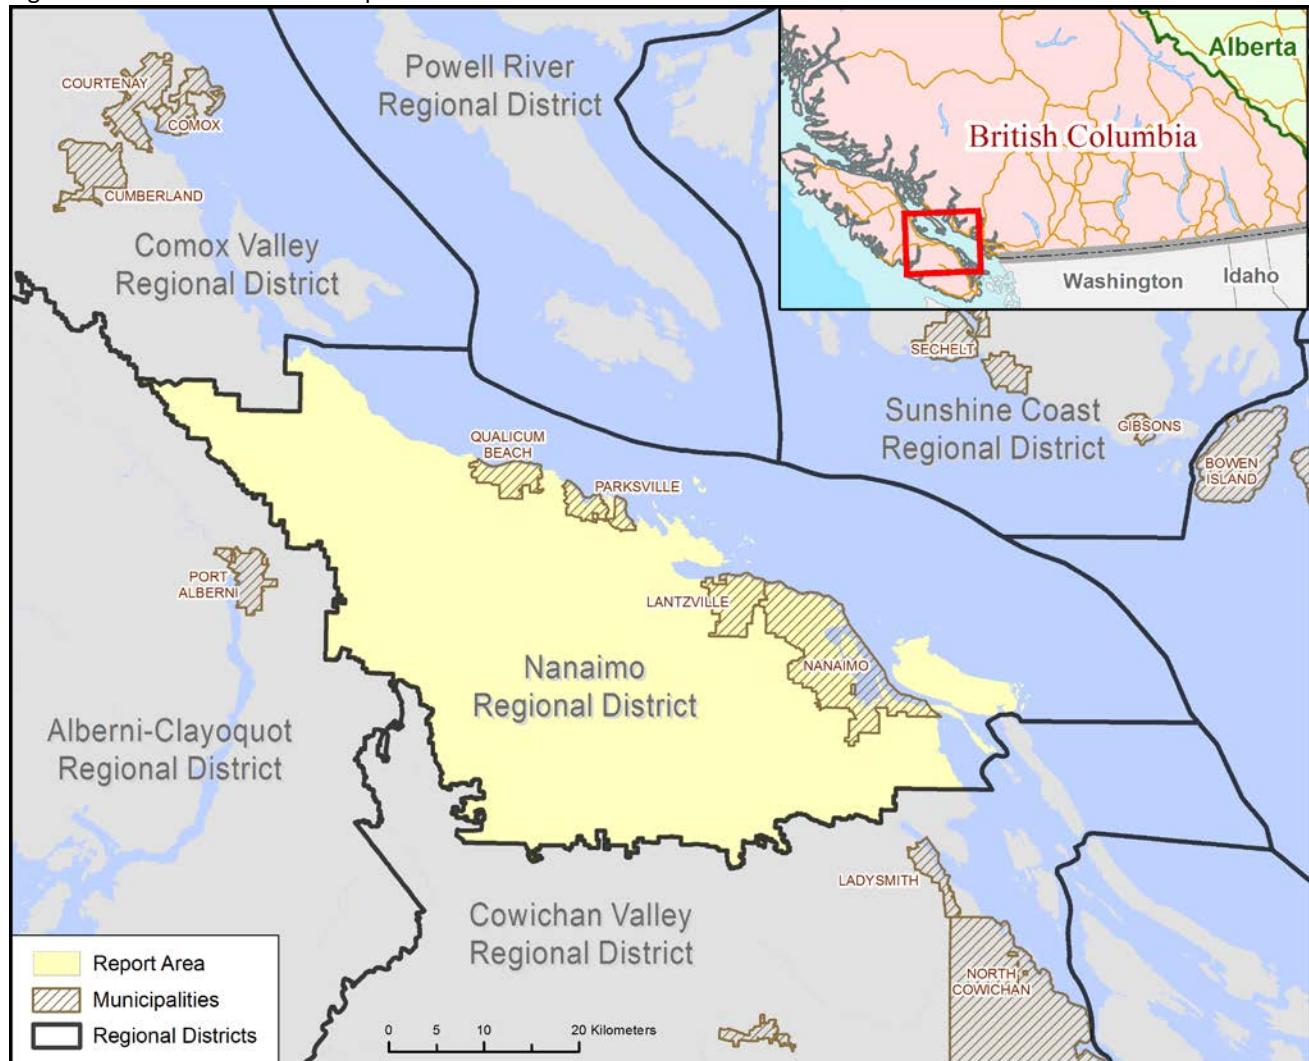 COURTENAY
COMOX
CUMBERLAND
Comox Valley
Regional District
Powell River
Regional District
Alberta
British Columbia
Washington
Idaho
SECHELT
Sunshine Coast
Regional District
GIBSONS
BOWEN
ISLAND
QUALICUM
BEACH
PARKSVILLE
PORT
ALBERNI
LANTZVILLE
NANAIMO
Nanaimo
Regional District
Alberni-Clayoquot
Regional District
LADYSMITH
Cowichan Valley
Regional District
NORTH
COWICHAN
Report Area
Municipalities
Regional Districts
0 5 10 20 Kilometers